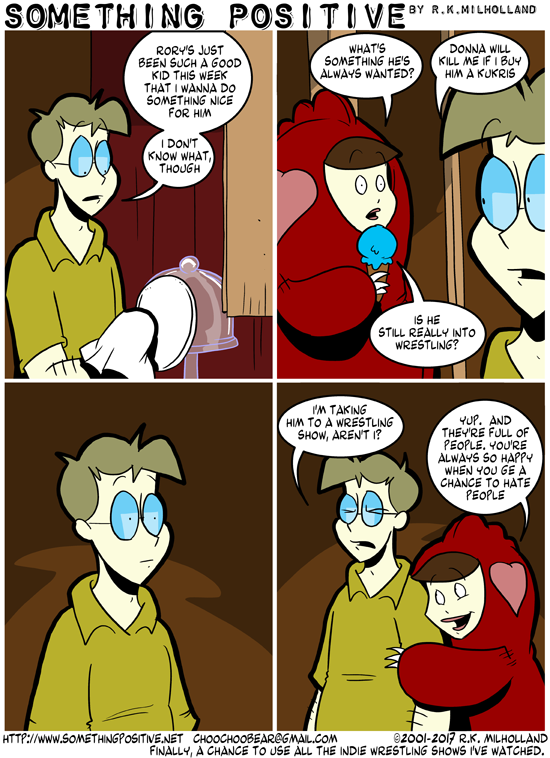 SOMETHING POSITIVE BY R.K.MILHOLLAND
RORY'S JUST
BEEN SUCH A GOOD
KID THIS WEEK
THAT I WANNA DO
SOMETHING NICE
FOR HIM
I DON'T
KNOW WHAT,
THOUGH
WHAT'S
SOMETHING HE'S
ALWAYS WANTED?
DONNA WILL
KILL ME IF I BUY
HIM A KUKRIS
IS HE
STILL REALLY INTO
WRESTLING?
I'M TAKING
HIM TO A WRESTLING
SHOW, AREN'T I?
YUP. AND
THEY'RE FULL OF
PEOPLE. YOU'RE
ALWAYS SO HAPPY
WHEN YOU GE A
CHANCE TO HATE
PEOPLE
HTTP://WWW.SOMETHINGPOSITIVE.NET CHOOCHOOBEAR@GMAIL.COM ©2001-2017 R.K. MILHOLLAND
FINALLY, A CHANCE TO USE ALL THE INDIE WRESTLING SHOWS I'VE WATCHED.